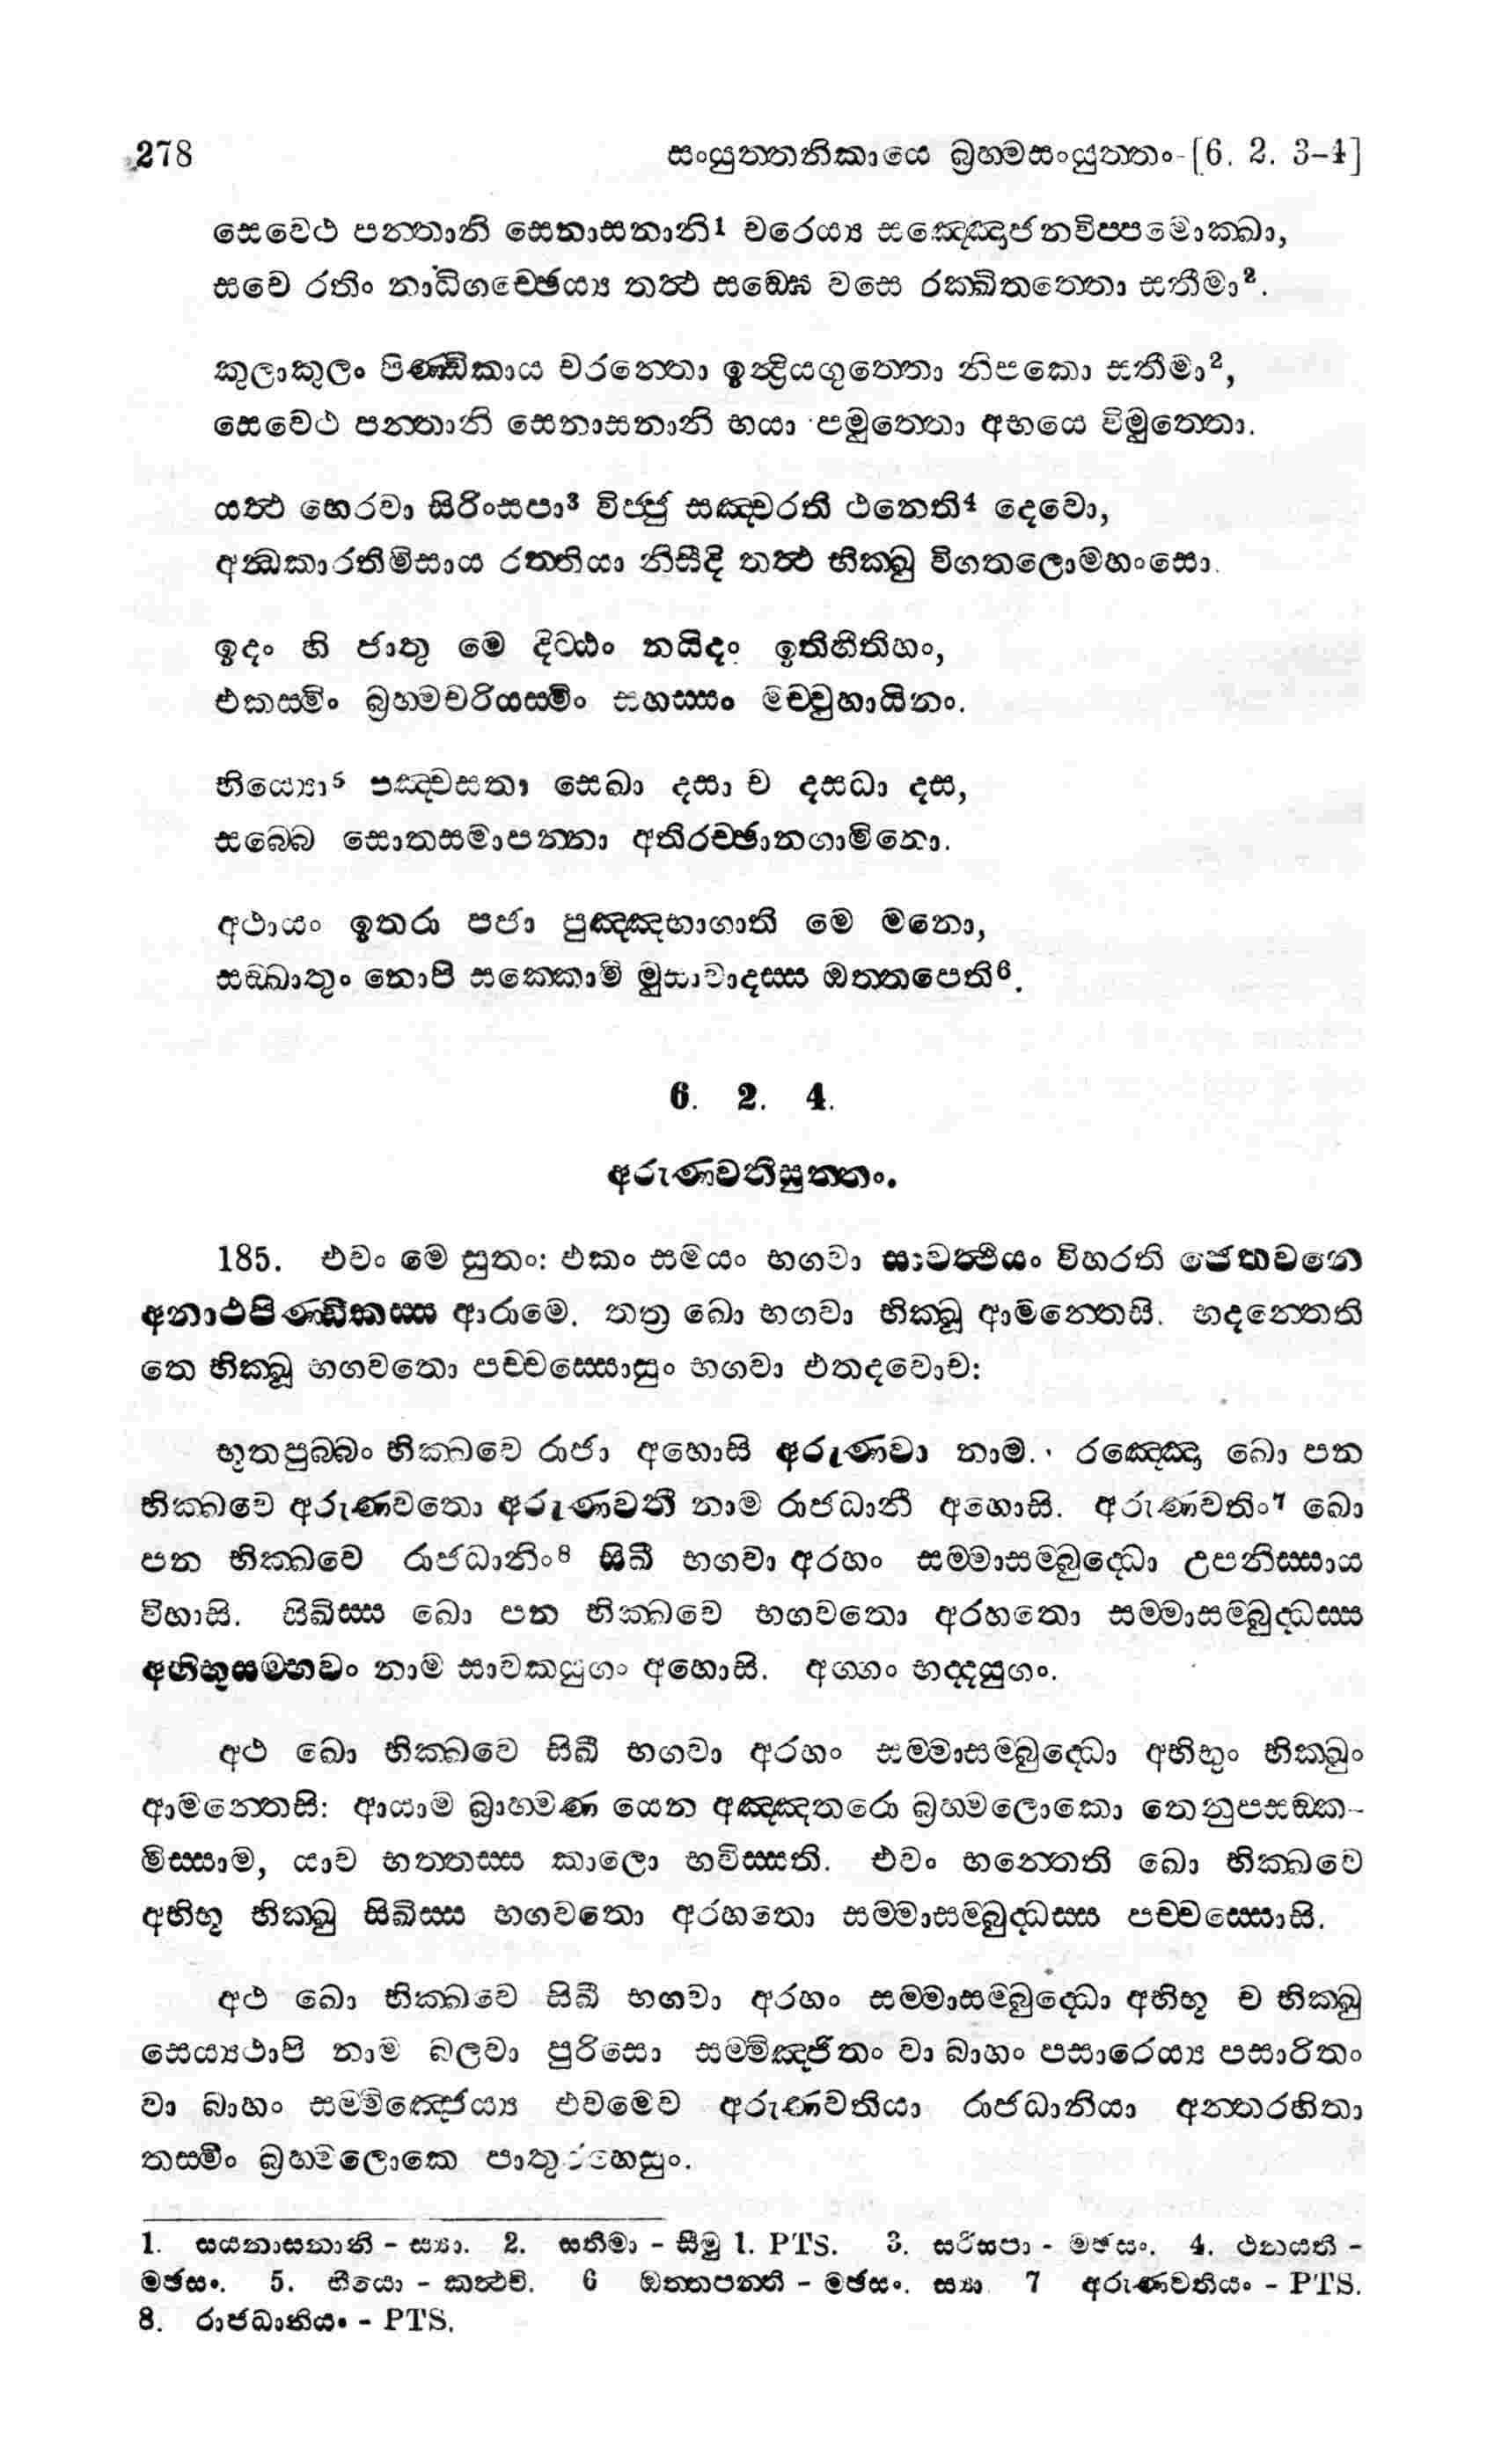 278 සංයුත්තනිකායෙ බ්‍රහ්මසංයුත්තං-[6. 2. 3-4]
සෙවෙථ පන්තානි සෙනාසනානි¹ චරෙය්‍ය සඤ්ඤොජනවිප්පමොක්ඛා,
සචෙ රතිං නාධිගච්ඡෙය්‍ය තත්‍ථ සඞ්ඝෙ වසෙ රක්ඛිතත්තො සතීමා².
කුලාකුලං පිණ්ඩිකාය චරන්තො ඉන්‍ද්‍රියගුත්තො නිපකො සතීමා²,
සෙවෙථ පන්තානි සෙනාසනානි භයා පමුත්තො අභයෙ විමුත්තො.
යත්‍ථ භෙරවා සිරිංසපා³ විජ්ජු සඤ්චරති ථනෙති⁴ දෙවො,
අන්‍ධකාරතිමිසාය රත්තියා නිසීදි තත්‍ථ භික්ඛු විගතලොමහංසො.
ඉදං හි ජාතු මෙ දිට්ඨං නයිදං ඉතිහීතිහං,
එකස්මිං බ්‍රහ්මචරියස්මිං සහස්සං මච්චුහායිනං.
භිය්‍යො⁵ පඤ්චසතා සෙඛා දසා ච දසධා දස,
සබ්බෙ සොතසමාපන්නා අතිරච්ඡානගාමිනො.
අථායං ඉතරා පජා පුඤ්ඤභාගාති මෙ මනො,
සඞ්ඛාතුං නොපි සක්කොමි මුසාවාදස්ස ඔත්තපෙති⁶.
6. 2. 4.
අරුණවතීසුත්තං.
185. එවං මෙ සුතං: එකං සමයං භගවා සාවත්‍ථියං විහරති ජෙතවනෙ
අනාථපිණ්ඩිකස්ස ආරාමෙ. තත්‍ර ඛො භගවා භික්ඛූ ආමන්තෙසි. භදන්තෙති
තෙ භික්ඛූ භගවතො පච්චස්සොසුං භගවා එතදවොච:
භූතපුබ්බං භික්ඛවෙ රාජා අහොසි අරුණවා නාම. රඤ්ඤො ඛො පන
භික්ඛවෙ අරුණවතො අරුණවතී නාම රාජධානී අහොසි. අරුණවතිං⁷ ඛො
පන භික්ඛවෙ රාජධානිං⁸ සිඛී භගවා අරහං සම්මාසම්බුද්ධො උපනිස්සාය
විහාසි. සිඛිස්ස ඛො පන භික්ඛවෙ භගවතො අරහතො සම්මාසම්බුද්ධස්ස
අභිභූසම්භවං නාම සාවකයුගං අහොසි. අග්ගං භද්දයුගං.
අථ ඛො භික්ඛවෙ සිඛී භගවා අරහං සම්මාසම්බුද්ධො අභිභුං භික්ඛුං
ආමන්තෙසි: ආයාම බ්‍රාහ්මණ යෙන අඤ්ඤතරො බ්‍රහ්මලොකො තෙනුපසඞ්ක-
මිස්සාම, යාව භත්තස්ස කාලො භවිස්සති. එවං භන්තෙති ඛො භික්ඛවෙ
අභිභූ භික්ඛු සිඛිස්ස භගවතො අරහතො සම්මාසම්බුද්ධස්ස පච්චස්සොසි.
අථ ඛො භික්ඛවෙ සිඛී භගවා අරහං සම්මාසම්බුද්ධො අභිභූ ච භික්ඛු
සෙය්‍යථාපි නාම බලවා පුරිසො සම්මිඤ්ජිතං වා බාහං පසාරෙය්‍ය පසාරිතං
වා බාහං සම්මිඤ්ජෙය්‍ය එවමෙව අරුණවතියා රාජධානියා අන්තරහිතා
තස්මිං බ්‍රහ්මලොකෙ පාතුරහෙසුං.
1. සයනාසනානි - ස්‍යා. 2. සතිමා - සීමු 1. PTS. 3. සරීසපා - මඡසං. 4. ථනයති -
මඡසං. 5. භීයො - කත්‍ථචි. 6 ඔත්තපන්ති - මඡසං. ස්‍යා 7 අරුණවතියං - PTS.
8. රාජධානියං - PTS.